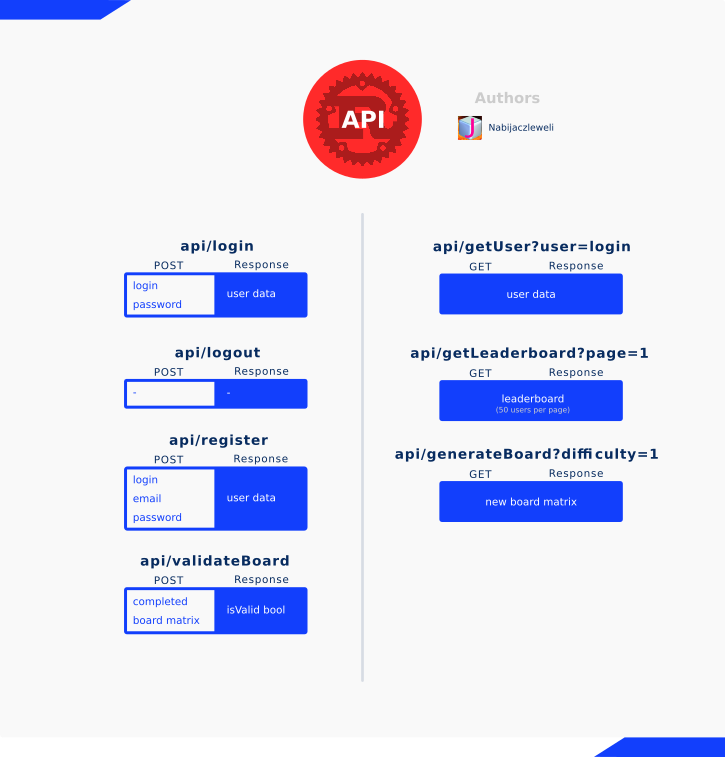 API
Authors
Nabijaczleweli
api/login
POST Response
login
password
user data
api/logout
POST Response
- -
api/register
POST Response
login
email
password
user data
api/validateBoard
POST Response
completed
board matrix
isValid bool
api/getUser?user=login
GET Response
user data
api/getLeaderboard?page=1
GET Response
leaderboard
(50 users per page)
api/generateBoard?difficulty=1
GET Response
new board matrix